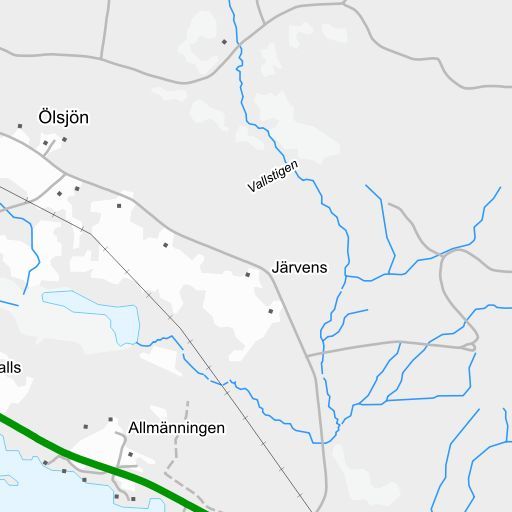 Ölsjön
Vallstigen
Järvens
alls
Allmänningen